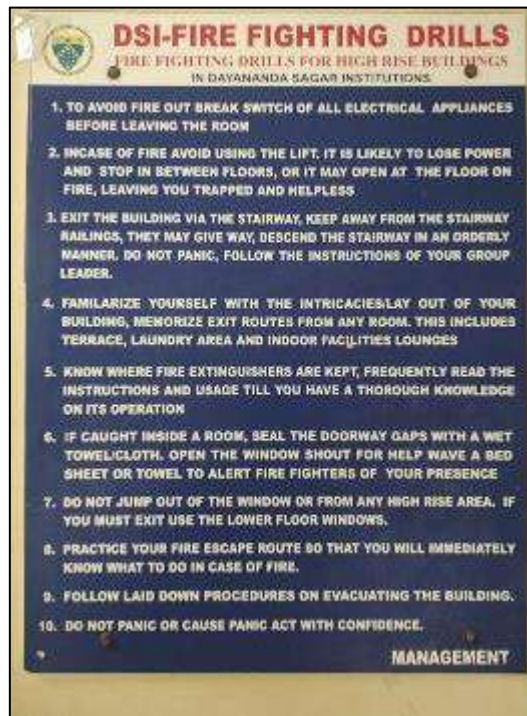 DSI-FIRE FIGHTING DRILLS
FIRE FIGHTING DRILLS FOR HIGH RISE BUILDINGS
IN DAYANANDA SAGAR INSTITUTIONS
1. TO AVOID FIRE OUT BREAK SWITCH OF ALL ELECTRICAL APPLIANCES
BEFORE LEAVING THE ROOM
2. INCASE OF FIRE AVOID USING THE LIFT. IT IS LIKELY TO LOSE POWER
AND STOP IN BETWEEN FLOORS, OR IT MAY OPEN AT THE FLOOR ON
FIRE, LEAVING YOU TRAPPED AND HELPLESS
3. EXIT THE BUILDING VIA THE STAIRWAY, KEEP AWAY FROM THE STAIRWAY
RAILINGS, THEY MAY GIVE WAY, DESCEND THE STAIRWAY IN AN ORDERLY
MANNER. DO NOT PANIC, FOLLOW THE INSTRUCTIONS OF YOUR GROUP
LEADER.
4. FAMILARIZE YOURSELF WITH THE INTRICACIES/LAY OUT OF YOUR
BUILDING, MEMORIZE EXIT ROUTES FROM ANY ROOM. THIS INCLUDES
TERRACE, LAUNDRY AREA AND INDOOR FACILITIES LOUNGES
5. KNOW WHERE FIRE EXTINGUISHERS ARE KEPT, FREQUENTLY READ THE
INSTRUCTIONS AND USAGE TILL YOU HAVE A THOROUGH KNOWLEDGE
ON ITS OPERATION
6. IF CAUGHT INSIDE A ROOM, SEAL THE DOORWAY GAPS WITH A WET
TOWEL/CLOTH. OPEN THE WINDOW SHOUT FOR HELP WAVE A BED
SHEET OR TOWEL TO ALERT FIRE FIGHTERS OF YOUR PRESENCE
7. DO NOT JUMP OUT OF THE WINDOW OR FROM ANY HIGH RISE AREA. IF
YOU MUST EXIT USE THE LOWER FLOOR WINDOWS.
8. PRACTICE YOUR FIRE ESCAPE ROUTE SO THAT YOU WILL IMMEDIATELY
KNOW WHAT TO DO IN CASE OF FIRE.
9. FOLLOW LAID DOWN PROCEDURES ON EVACUATING THE BUILDING.
10. DO NOT PANIC OR CAUSE PANIC ACT WITH CONFIDENCE.
MANAGEMENT